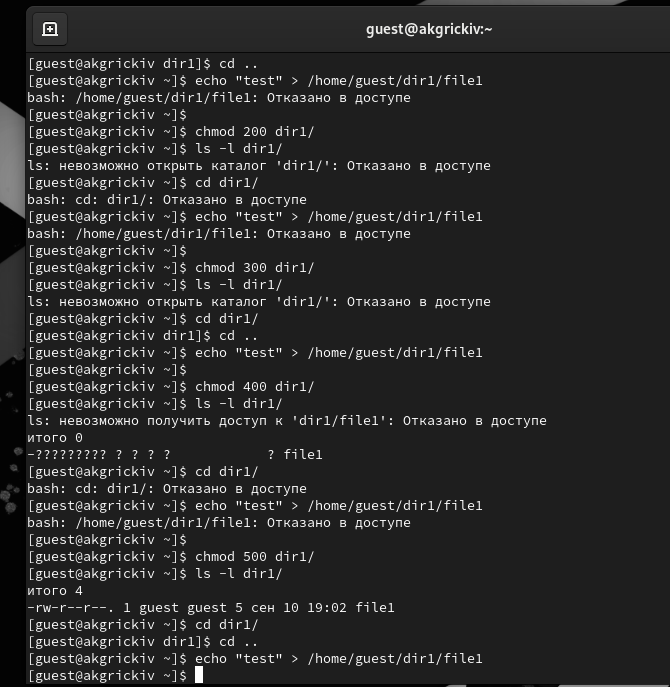 guest@akgrickiv:~
[guest@akgrickiv dir1]$ cd ..
[guest@akgrickiv ~]$ echo "test" > /home/guest/dir1/file1
bash: /home/guest/dir1/file1: Отказано в доступе
[guest@akgrickiv ~]$
[guest@akgrickiv ~]$ chmod 200 dir1/
[guest@akgrickiv ~]$ ls -l dir1/
ls: невозможно открыть каталог 'dir1/': Отказано в доступе
[guest@akgrickiv ~]$ cd dir1/
bash: cd: dir1/: Отказано в доступе
[guest@akgrickiv ~]$ echo "test" > /home/guest/dir1/file1
bash: /home/guest/dir1/file1: Отказано в доступе
[guest@akgrickiv ~]$
[guest@akgrickiv ~]$ chmod 300 dir1/
[guest@akgrickiv ~]$ ls -l dir1/
ls: невозможно открыть каталог 'dir1/': Отказано в доступе
[guest@akgrickiv ~]$ cd dir1/
[guest@akgrickiv dir1]$ cd ..
[guest@akgrickiv ~]$ echo "test" > /home/guest/dir1/file1
[guest@akgrickiv ~]$
[guest@akgrickiv ~]$ chmod 400 dir1/
[guest@akgrickiv ~]$ ls -l dir1/
ls: невозможно получить доступ к 'dir1/file1': Отказано в доступе
итого 0
-????????? ? ? ? ?            ? file1
[guest@akgrickiv ~]$ cd dir1/
bash: cd: dir1/: Отказано в доступе
[guest@akgrickiv ~]$ echo "test" > /home/guest/dir1/file1
bash: /home/guest/dir1/file1: Отказано в доступе
[guest@akgrickiv ~]$
[guest@akgrickiv ~]$ chmod 500 dir1/
[guest@akgrickiv ~]$ ls -l dir1/
итого 4
-rw-r--r--. 1 guest guest 5 сен 10 19:02 file1
[guest@akgrickiv ~]$ cd dir1/
[guest@akgrickiv dir1]$ cd ..
[guest@akgrickiv ~]$ echo "test" > /home/guest/dir1/file1
[guest@akgrickiv ~]$